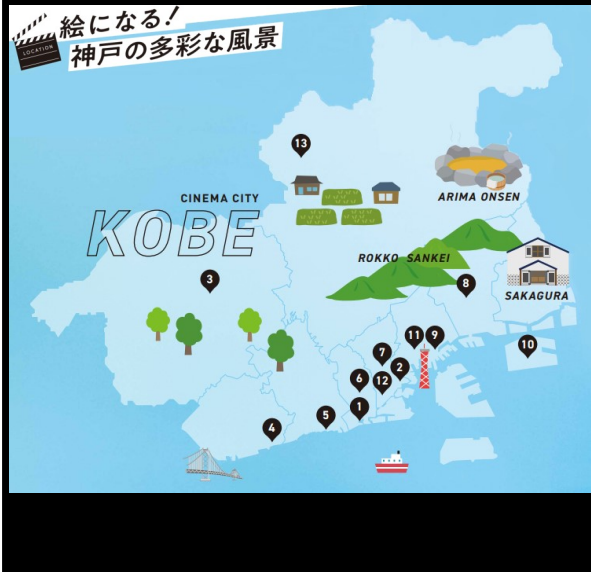 絵になる!
LOCATION
神戸の多彩な風景
13
ARIMA ONSEN
CINEMA CITY
KOBE
ROKKO SANKEI
3
8
SAKAGURA
11
9
10
7
2
6
12
1
5
4